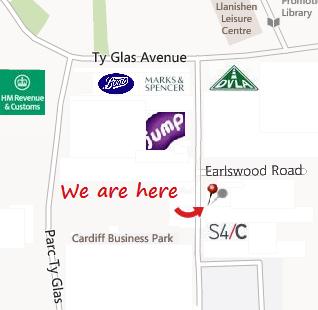 Llanishen
Leisure
Centre
Library
Ty Glas Avenue
HM Revenue
& Customs
Boots
MARKS &
SPENCER
DVLA
Jump
Earlswood Road
We are here
S4/C
Cardiff Business Park
Parc Ty Glas